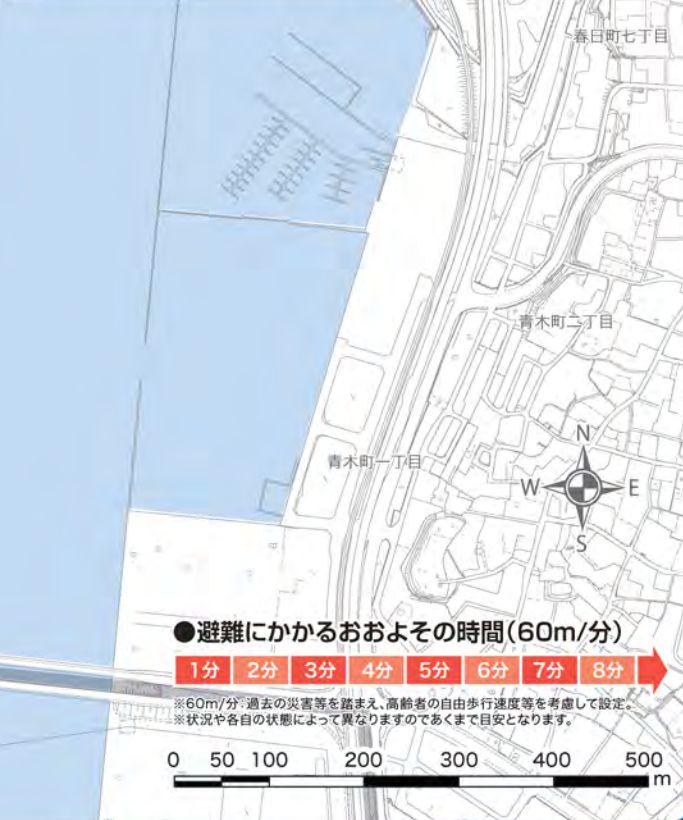 春日町七丁目
青木町二丁目
青木町一丁目
N
W
E
S
●避難にかかるおおよその時間(60m/分)
1分 2分 3分 4分 5分 6分 7分 8分
※60m/分:過去の災害等を踏まえ、高齢者の自由歩行速度等を考慮して設定。
※状況や各自の状態によって異なりますのであくまで目安となります。
0 50 100 200 300 400 500
m